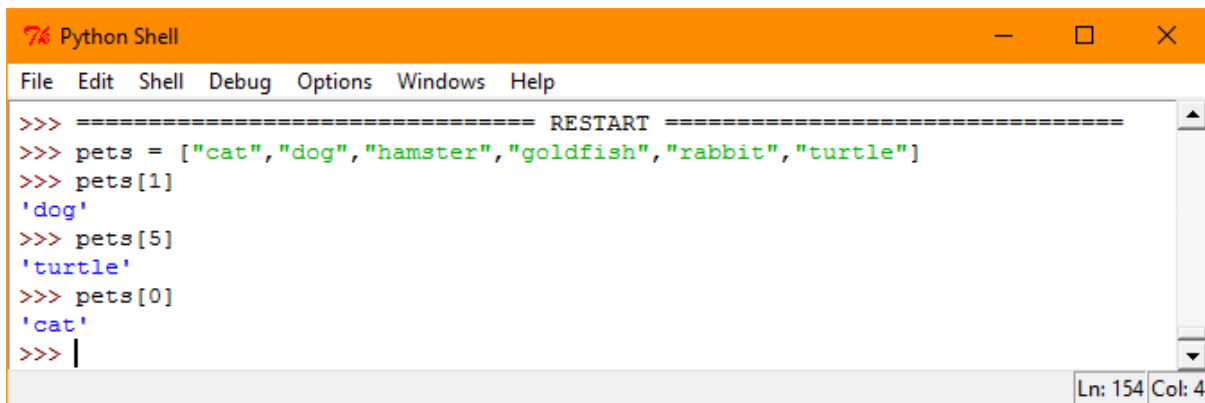 Python Shell
File Edit Shell Debug Options Windows Help
>>> ================================ RESTART ================================
>>> pets = ["cat","dog","hamster","goldfish","rabbit","turtle"]
>>> pets[1]
'dog'
>>> pets[5]
'turtle'
>>> pets[0]
'cat'
>>>
Ln: 154 Col: 4